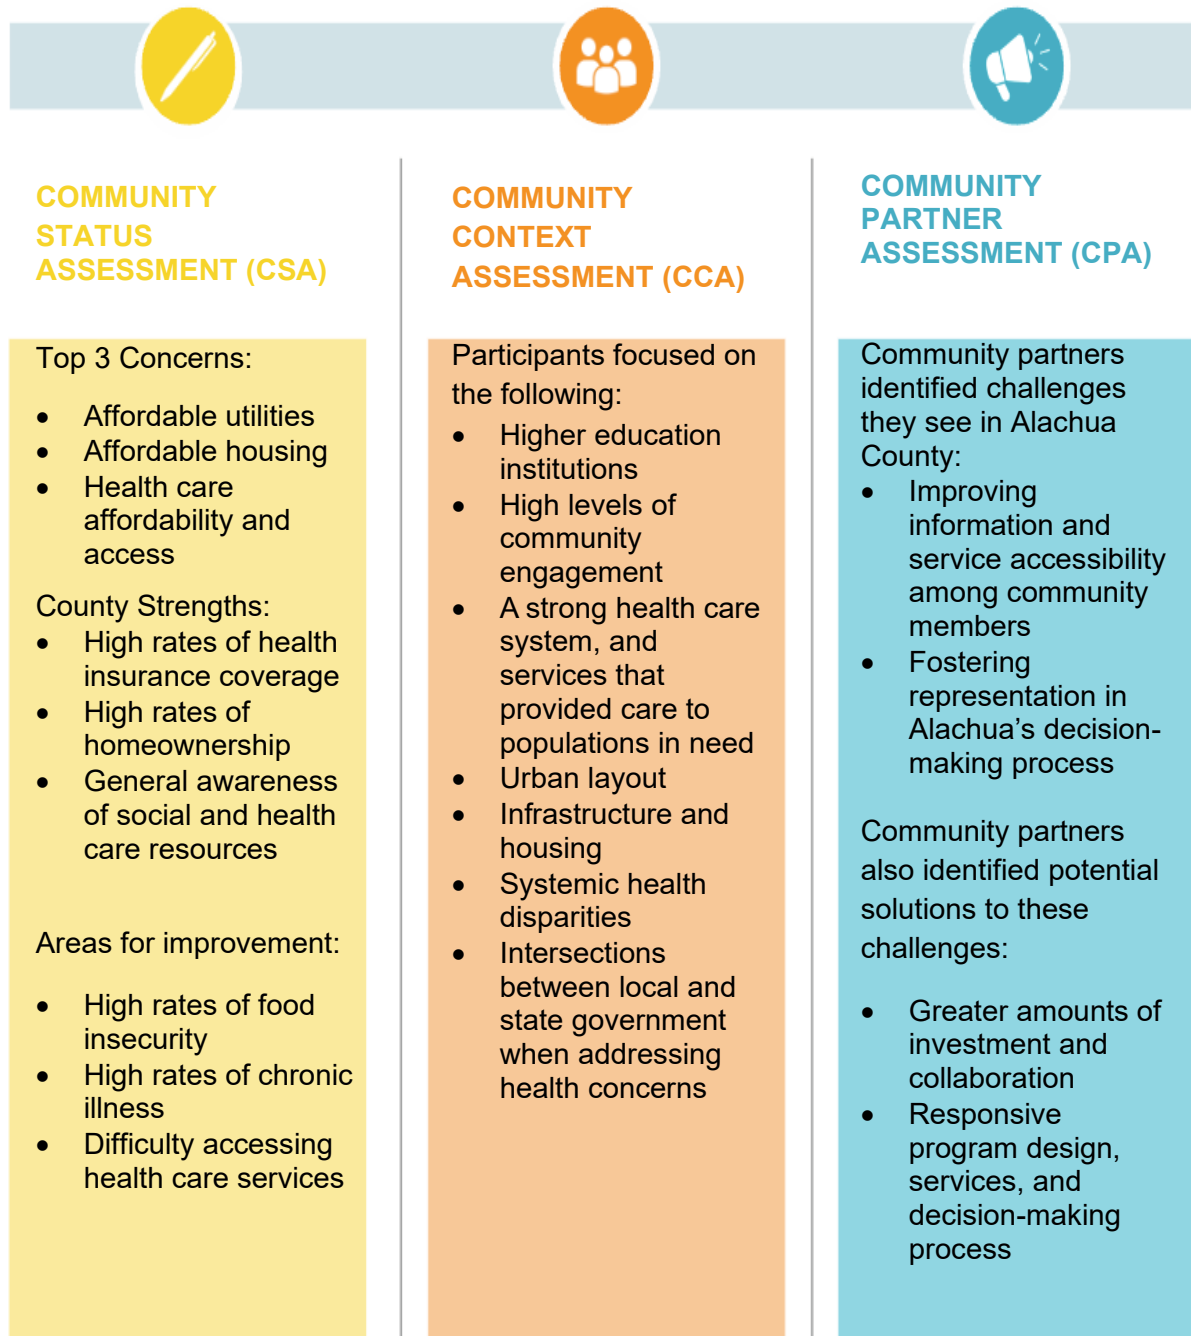 COMMUNITY
STATUS
ASSESSMENT (CSA)
Top 3 Concerns:
• Affordable utilities
• Affordable housing
• Health care
affordability and
access
County Strengths:
• High rates of health
insurance coverage
• High rates of
homeownership
• General awareness
of social and health
care resources
Areas for improvement:
• High rates of food
insecurity
• High rates of chronic
illness
• Difficulty accessing
health care services
COMMUNITY
CONTEXT
ASSESSMENT (CCA)
Participants focused on
the following:
• Higher education
institutions
• High levels of
community
engagement
• A strong health care
system, and
services that
provided care to
populations in need
• Urban layout
• Infrastructure and
housing
• Systemic health
disparities
• Intersections
between local and
state government
when addressing
health concerns
COMMUNITY
PARTNER
ASSESSMENT (CPA)
Community partners
identified challenges
they see in Alachua
County:
• Improving
information and
service accessibility
among community
members
• Fostering
representation in
Alachua’s decision-
making process
Community partners
also identified potential
solutions to these
challenges:
• Greater amounts of
investment and
collaboration
• Responsive
program design,
services, and
decision-making
process